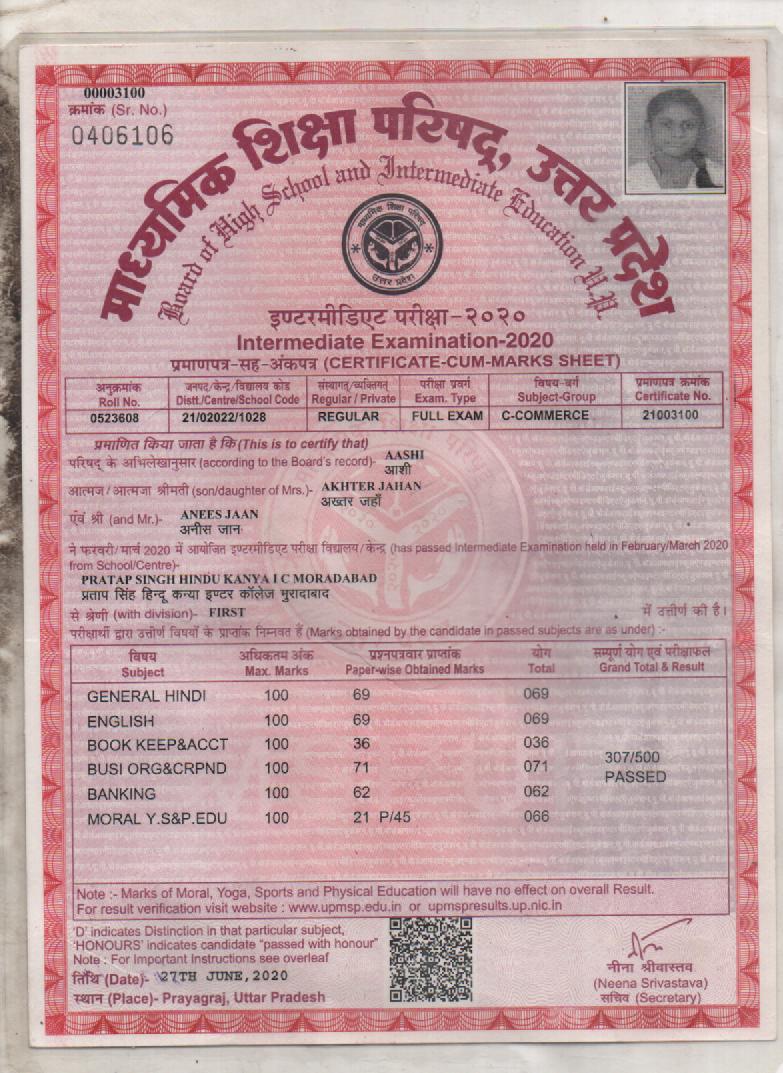 00003100
क्रमांक (Sr. No.)
0406106
माध्यमिक शिक्षा परिषद्, उत्तर प्रदेश
Board of High School and Intermediate Education U.P.
माध्यमिक शिक्षा परिषद
उत्तर प्रदेश
इण्टरमीडिएट परीक्षा-२०२०
Intermediate Examination-2020
प्रमाणपत्र-सह-अंकपत्र (CERTIFICATE-CUM-MARKS SHEET)
अनुक्रमांक जनपद/केन्द्र/विद्यालय कोड संस्थागत/व्यक्तिगत परीक्षा प्रवर्ग विषय-वर्ग प्रमाणपत्र क्रमांक
Roll No. Distt./Centre/School Code Regular / Private Exam. Type Subject-Group Certificate No.
0523608 21/02022/1028 REGULAR FULL EXAM C-COMMERCE 21003100
प्रमाणित किया जाता है कि (This is to certify that)
परिषद् के अभिलेखानुसार (according to the Board's record)- AASHI
आशी
आत्मज/आत्मजा श्रीमती (son/daughter of Mrs.)- AKHTER JAHAN
अख्तर जहाँ
एवं श्री (and Mr.)- ANEES JAAN
अनीस जान
ने फरवरी/मार्च 2020 में आयोजित इण्टरमीडिएट परीक्षा विद्यालय/केन्द्र (has passed Intermediate Examination held in February/March 2020
from School/Centre)-
PRATAP SINGH HINDU KANYA I C MORADABAD
प्रताप सिंह हिन्दू कन्या इण्टर कॉलेज मुरादाबाद
से श्रेणी (with division)- FIRST में उत्तीर्ण की है।
परीक्षार्थी द्वारा उत्तीर्ण विषयों के प्राप्तांक निम्नवत हैं (Marks obtained by the candidate in passed subjects are as under) :-
विषय अधिकतम अंक प्रश्नपत्रवार प्राप्तांक योग सम्पूर्ण योग एवं परीक्षाफल
Subject Max. Marks Paper-wise Obtained Marks Total Grand Total & Result
GENERAL HINDI 100 69 069
ENGLISH 100 69 069
BOOK KEEP&ACCT 100 36 036
307/500
BUSI ORG&CRPND 100 71 071
PASSED
BANKING 100 62 062
MORAL Y.S&P.EDU 100 21 P/45 066
Note :- Marks of Moral, Yoga, Sports and Physical Education will have no effect on overall Result.
For result verification visit website : www.upmsp.edu.in or upmspresults.up.nic.in
'D' indicates Distinction in that particular subject,
'HONOURS' indicates candidate "passed with honour"
Note : For Important Instructions see overleaf
तिथि (Date)- 27TH JUNE,2020
स्थान (Place)- Prayagraj, Uttar Pradesh
नीना श्रीवास्तव
(Neena Srivastava)
सचिव (Secretary)